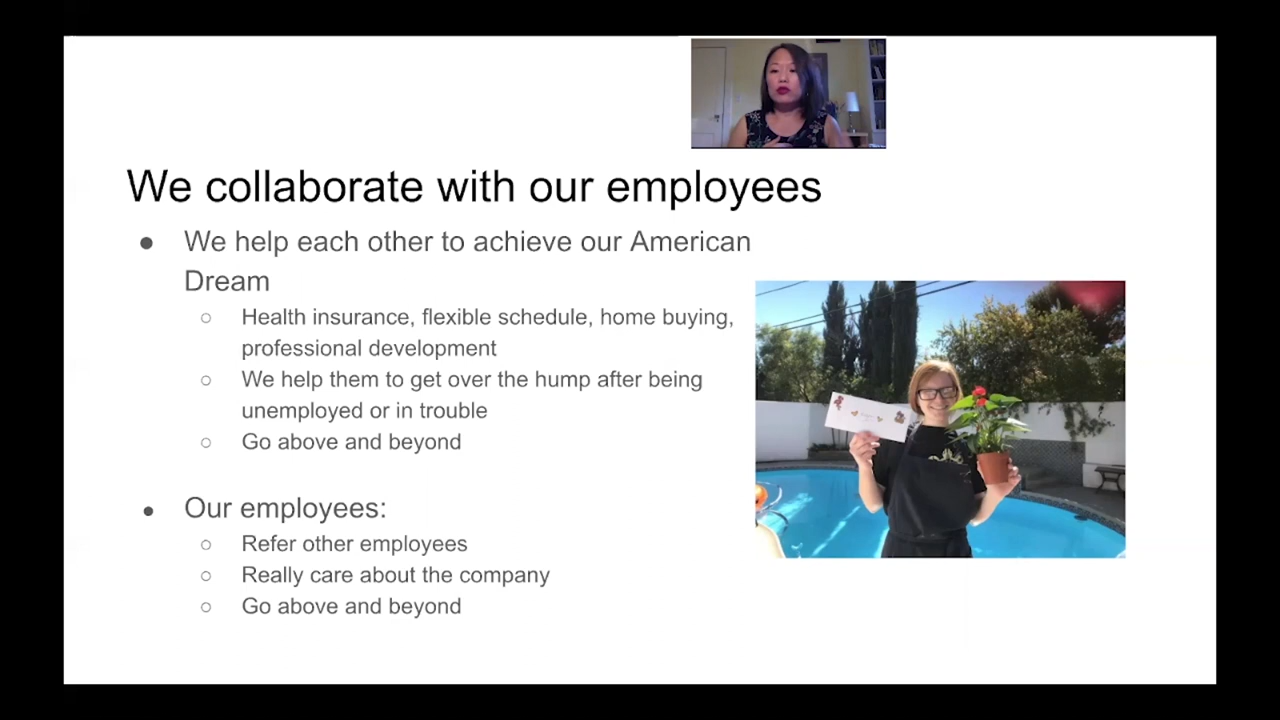 We collaborate with our employees
● We help each other to achieve our American
Dream
○ Health insurance, flexible schedule, home buying,
professional development
○ We help them to get over the hump after being
unemployed or in trouble
○ Go above and beyond
● Our employees:
○ Refer other employees
○ Really care about the company
○ Go above and beyond